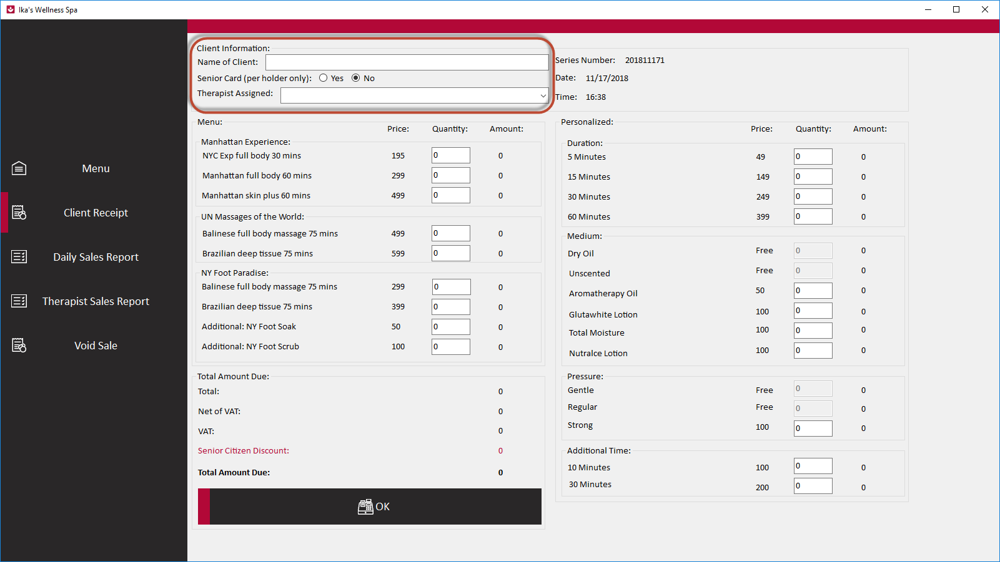 Ika's Wellness Spa
Menu
Client Receipt
Daily Sales Report
Therapist Sales Report
Void Sale
Client Information:
Name of Client:
Senior Card (per holder only): Yes No
Therapist Assigned:
Series Number: 201811171
Date: 11/17/2018
Time: 16:38
Menu:
Price: Quantity: Amount:
Manhattan Experience:
NYC Exp full body 30 mins 195 0 0
Manhattan full body 60 mins 299 0 0
Manhattan skin plus 60 mins 499 0 0
UN Massages of the World:
Balinese full body massage 75 mins 499 0 0
Brazilian deep tissue 75 mins 599 0 0
NY Foot Paradise:
Balinese full body massage 75 mins 299 0 0
Brazilian deep tissue 75 mins 399 0 0
Additional: NY Foot Soak 50 0 0
Additional: NY Foot Scrub 100 0 0
Total Amount Due:
Total: 0
Net of VAT: 0
VAT: 0
Senior Citizen Discount: 0
Total Amount Due: 0
OK
Personalized:
Price: Quantity: Amount:
Duration:
5 Minutes 49 0 0
15 Minutes 149 0 0
30 Minutes 249 0 0
60 Minutes 399 0 0
Medium:
Dry Oil Free 0 0
Unscented Free 0 0
Aromatherapy Oil 50 0 0
Glutawhite Lotion 100 0 0
Total Moisture 100 0 0
Nutralce Lotion 100 0 0
Pressure:
Gentle Free 0 0
Regular Free 0 0
Strong 100 0 0
Additional Time:
10 Minutes 100 0 0
30 Minutes 200 0 0